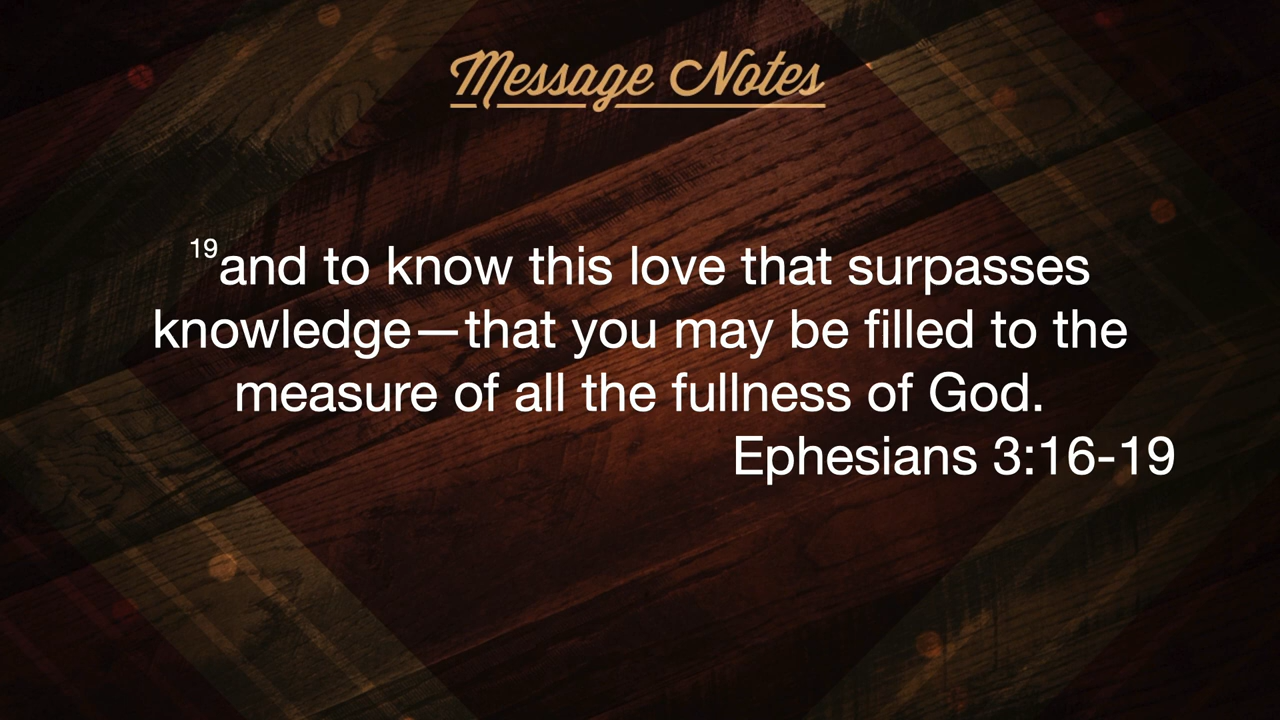 Message Notes
19and to know this love that surpasses
knowledge—that you may be filled to the
measure of all the fullness of God.
Ephesians 3:16-19